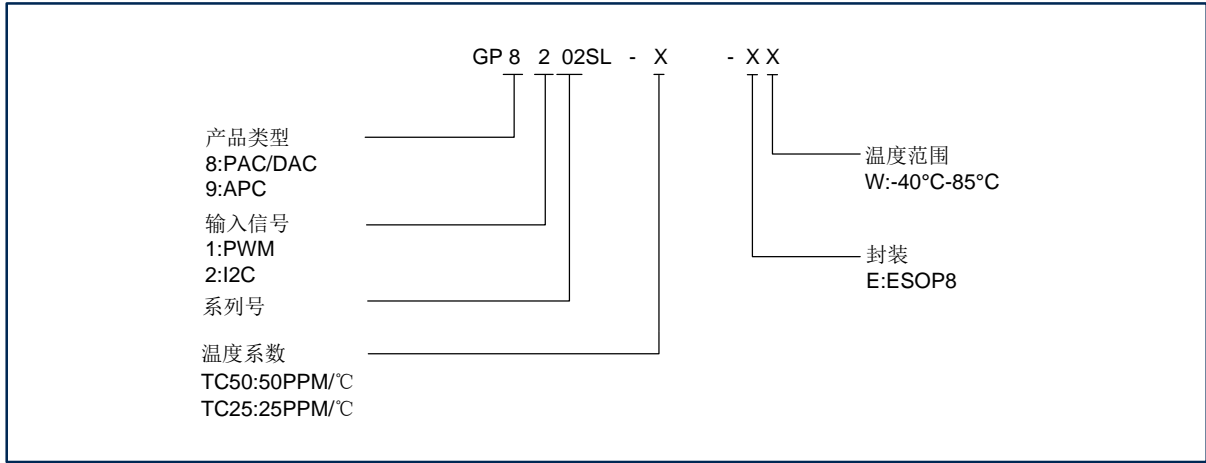 GP 8 2 02SL - X - X X
产品类型
8:PAC/DAC
9:APC
输入信号
1:PWM
2:I2C
系列号
温度系数
TC50:50PPM/℃
TC25:25PPM/℃
温度范围
W:-40°C-85°C
封装
E:ESOP8